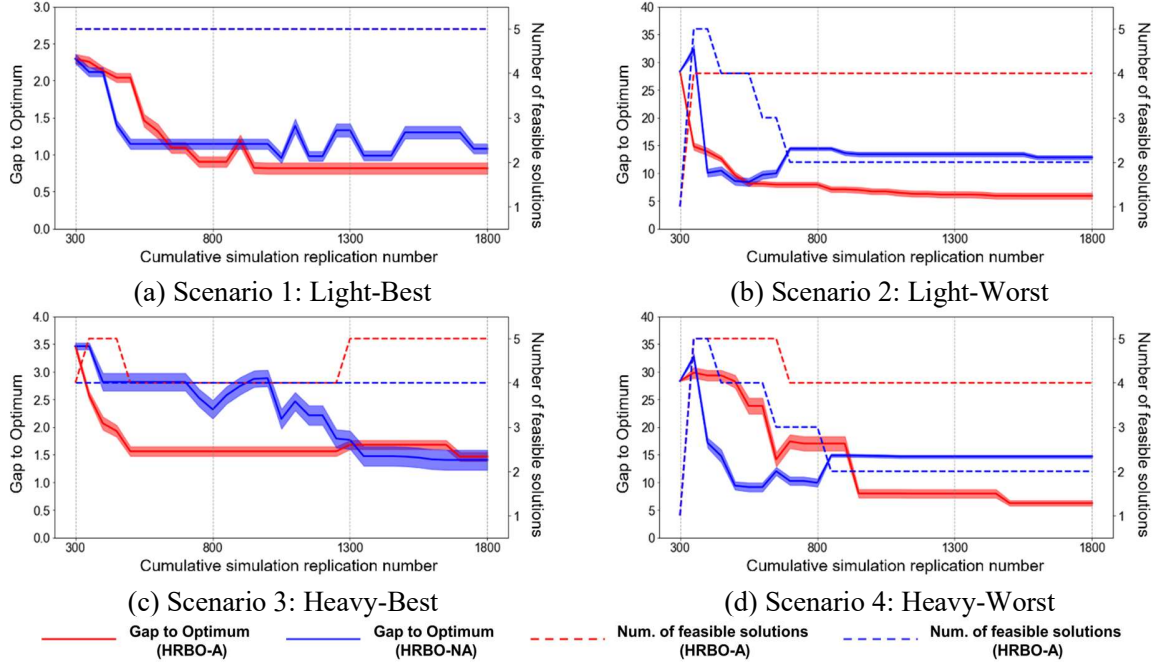 3.0
2.5
2.0
1.5
1.0
0.5
0.0
Gap to Optimum
5
4
3
2
1
Number of feasible solutions
300 800 1300 1800
Cumulative simulation replication number
(a) Scenario 1: Light-Best
40
35
30
25
20
15
10
5
0
Gap to Optimum
5
4
3
2
1
Number of feasible solutions
300 800 1300 1800
Cumulative simulation replication number
(b) Scenario 2: Light-Worst
4.0
3.5
3.0
2.5
2.0
1.5
1.0
0.5
0.0
Gap to Optimum
5
4
3
2
1
Number of feasible solutions
300 800 1300 1800
Cumulative simulation replication number
(c) Scenario 3: Heavy-Best
40
35
30
25
20
15
10
5
0
Gap to Optimum
5
4
3
2
1
Number of feasible solutions
300 800 1300 1800
Cumulative simulation replication number
(d) Scenario 4: Heavy-Worst
Gap to Optimum
(HRBO-A)
Gap to Optimum
(HRBO-NA)
Num. of feasible solutions
(HRBO-A)
Num. of feasible solutions
(HRBO-A)